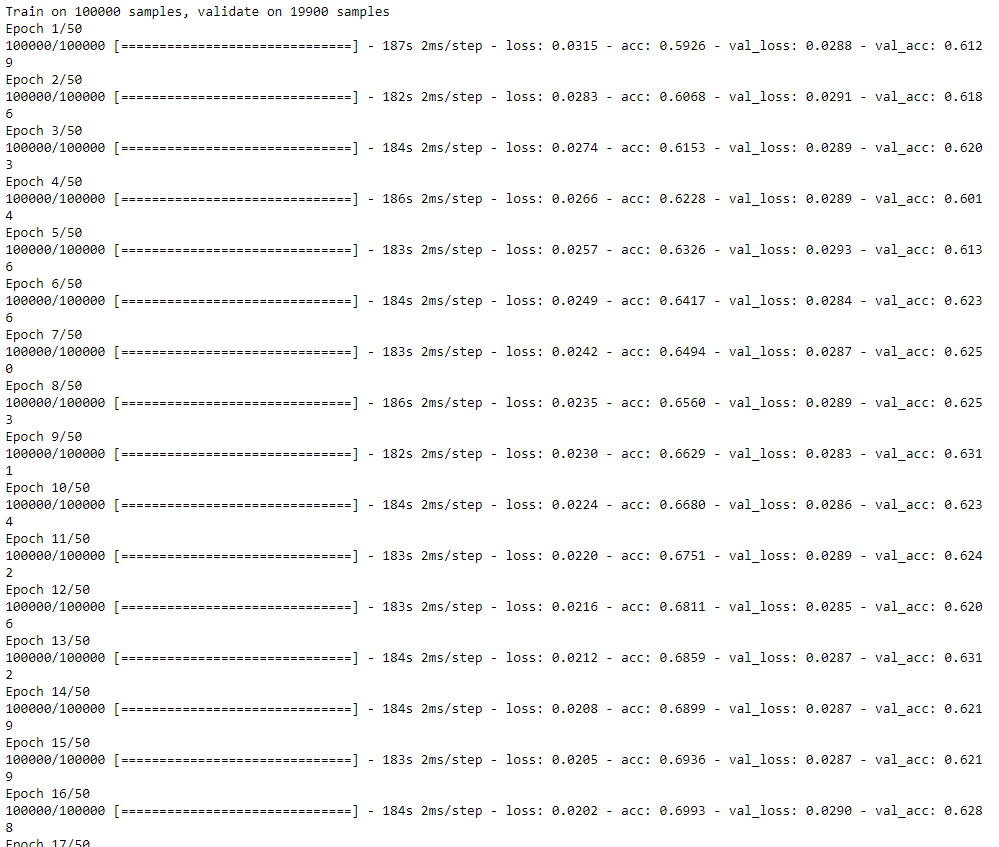 Train on 100000 samples, validate on 19900 samples
Epoch 1/50
100000/100000 [==============================] - 187s 2ms/step - loss: 0.0315 - acc: 0.5926 - val_loss: 0.0288 - val_acc: 0.612
9
Epoch 2/50
100000/100000 [==============================] - 182s 2ms/step - loss: 0.0283 - acc: 0.6068 - val_loss: 0.0291 - val_acc: 0.618
6
Epoch 3/50
100000/100000 [==============================] - 184s 2ms/step - loss: 0.0274 - acc: 0.6153 - val_loss: 0.0289 - val_acc: 0.620
3
Epoch 4/50
100000/100000 [==============================] - 186s 2ms/step - loss: 0.0266 - acc: 0.6228 - val_loss: 0.0289 - val_acc: 0.601
4
Epoch 5/50
100000/100000 [==============================] - 183s 2ms/step - loss: 0.0257 - acc: 0.6326 - val_loss: 0.0293 - val_acc: 0.613
6
Epoch 6/50
100000/100000 [==============================] - 184s 2ms/step - loss: 0.0249 - acc: 0.6417 - val_loss: 0.0284 - val_acc: 0.623
6
Epoch 7/50
100000/100000 [==============================] - 183s 2ms/step - loss: 0.0242 - acc: 0.6494 - val_loss: 0.0287 - val_acc: 0.625
0
Epoch 8/50
100000/100000 [==============================] - 186s 2ms/step - loss: 0.0235 - acc: 0.6560 - val_loss: 0.0289 - val_acc: 0.625
3
Epoch 9/50
100000/100000 [==============================] - 182s 2ms/step - loss: 0.0230 - acc: 0.6629 - val_loss: 0.0283 - val_acc: 0.631
1
Epoch 10/50
100000/100000 [==============================] - 184s 2ms/step - loss: 0.0224 - acc: 0.6680 - val_loss: 0.0286 - val_acc: 0.623
4
Epoch 11/50
100000/100000 [==============================] - 183s 2ms/step - loss: 0.0220 - acc: 0.6751 - val_loss: 0.0289 - val_acc: 0.624
2
Epoch 12/50
100000/100000 [==============================] - 183s 2ms/step - loss: 0.0216 - acc: 0.6811 - val_loss: 0.0285 - val_acc: 0.620
6
Epoch 13/50
100000/100000 [==============================] - 184s 2ms/step - loss: 0.0212 - acc: 0.6859 - val_loss: 0.0287 - val_acc: 0.631
2
Epoch 14/50
100000/100000 [==============================] - 184s 2ms/step - loss: 0.0208 - acc: 0.6899 - val_loss: 0.0287 - val_acc: 0.621
9
Epoch 15/50
100000/100000 [==============================] - 183s 2ms/step - loss: 0.0205 - acc: 0.6936 - val_loss: 0.0287 - val_acc: 0.621
9
Epoch 16/50
100000/100000 [==============================] - 184s 2ms/step - loss: 0.0202 - acc: 0.6993 - val_loss: 0.0290 - val_acc: 0.628
8
Epoch 17/50